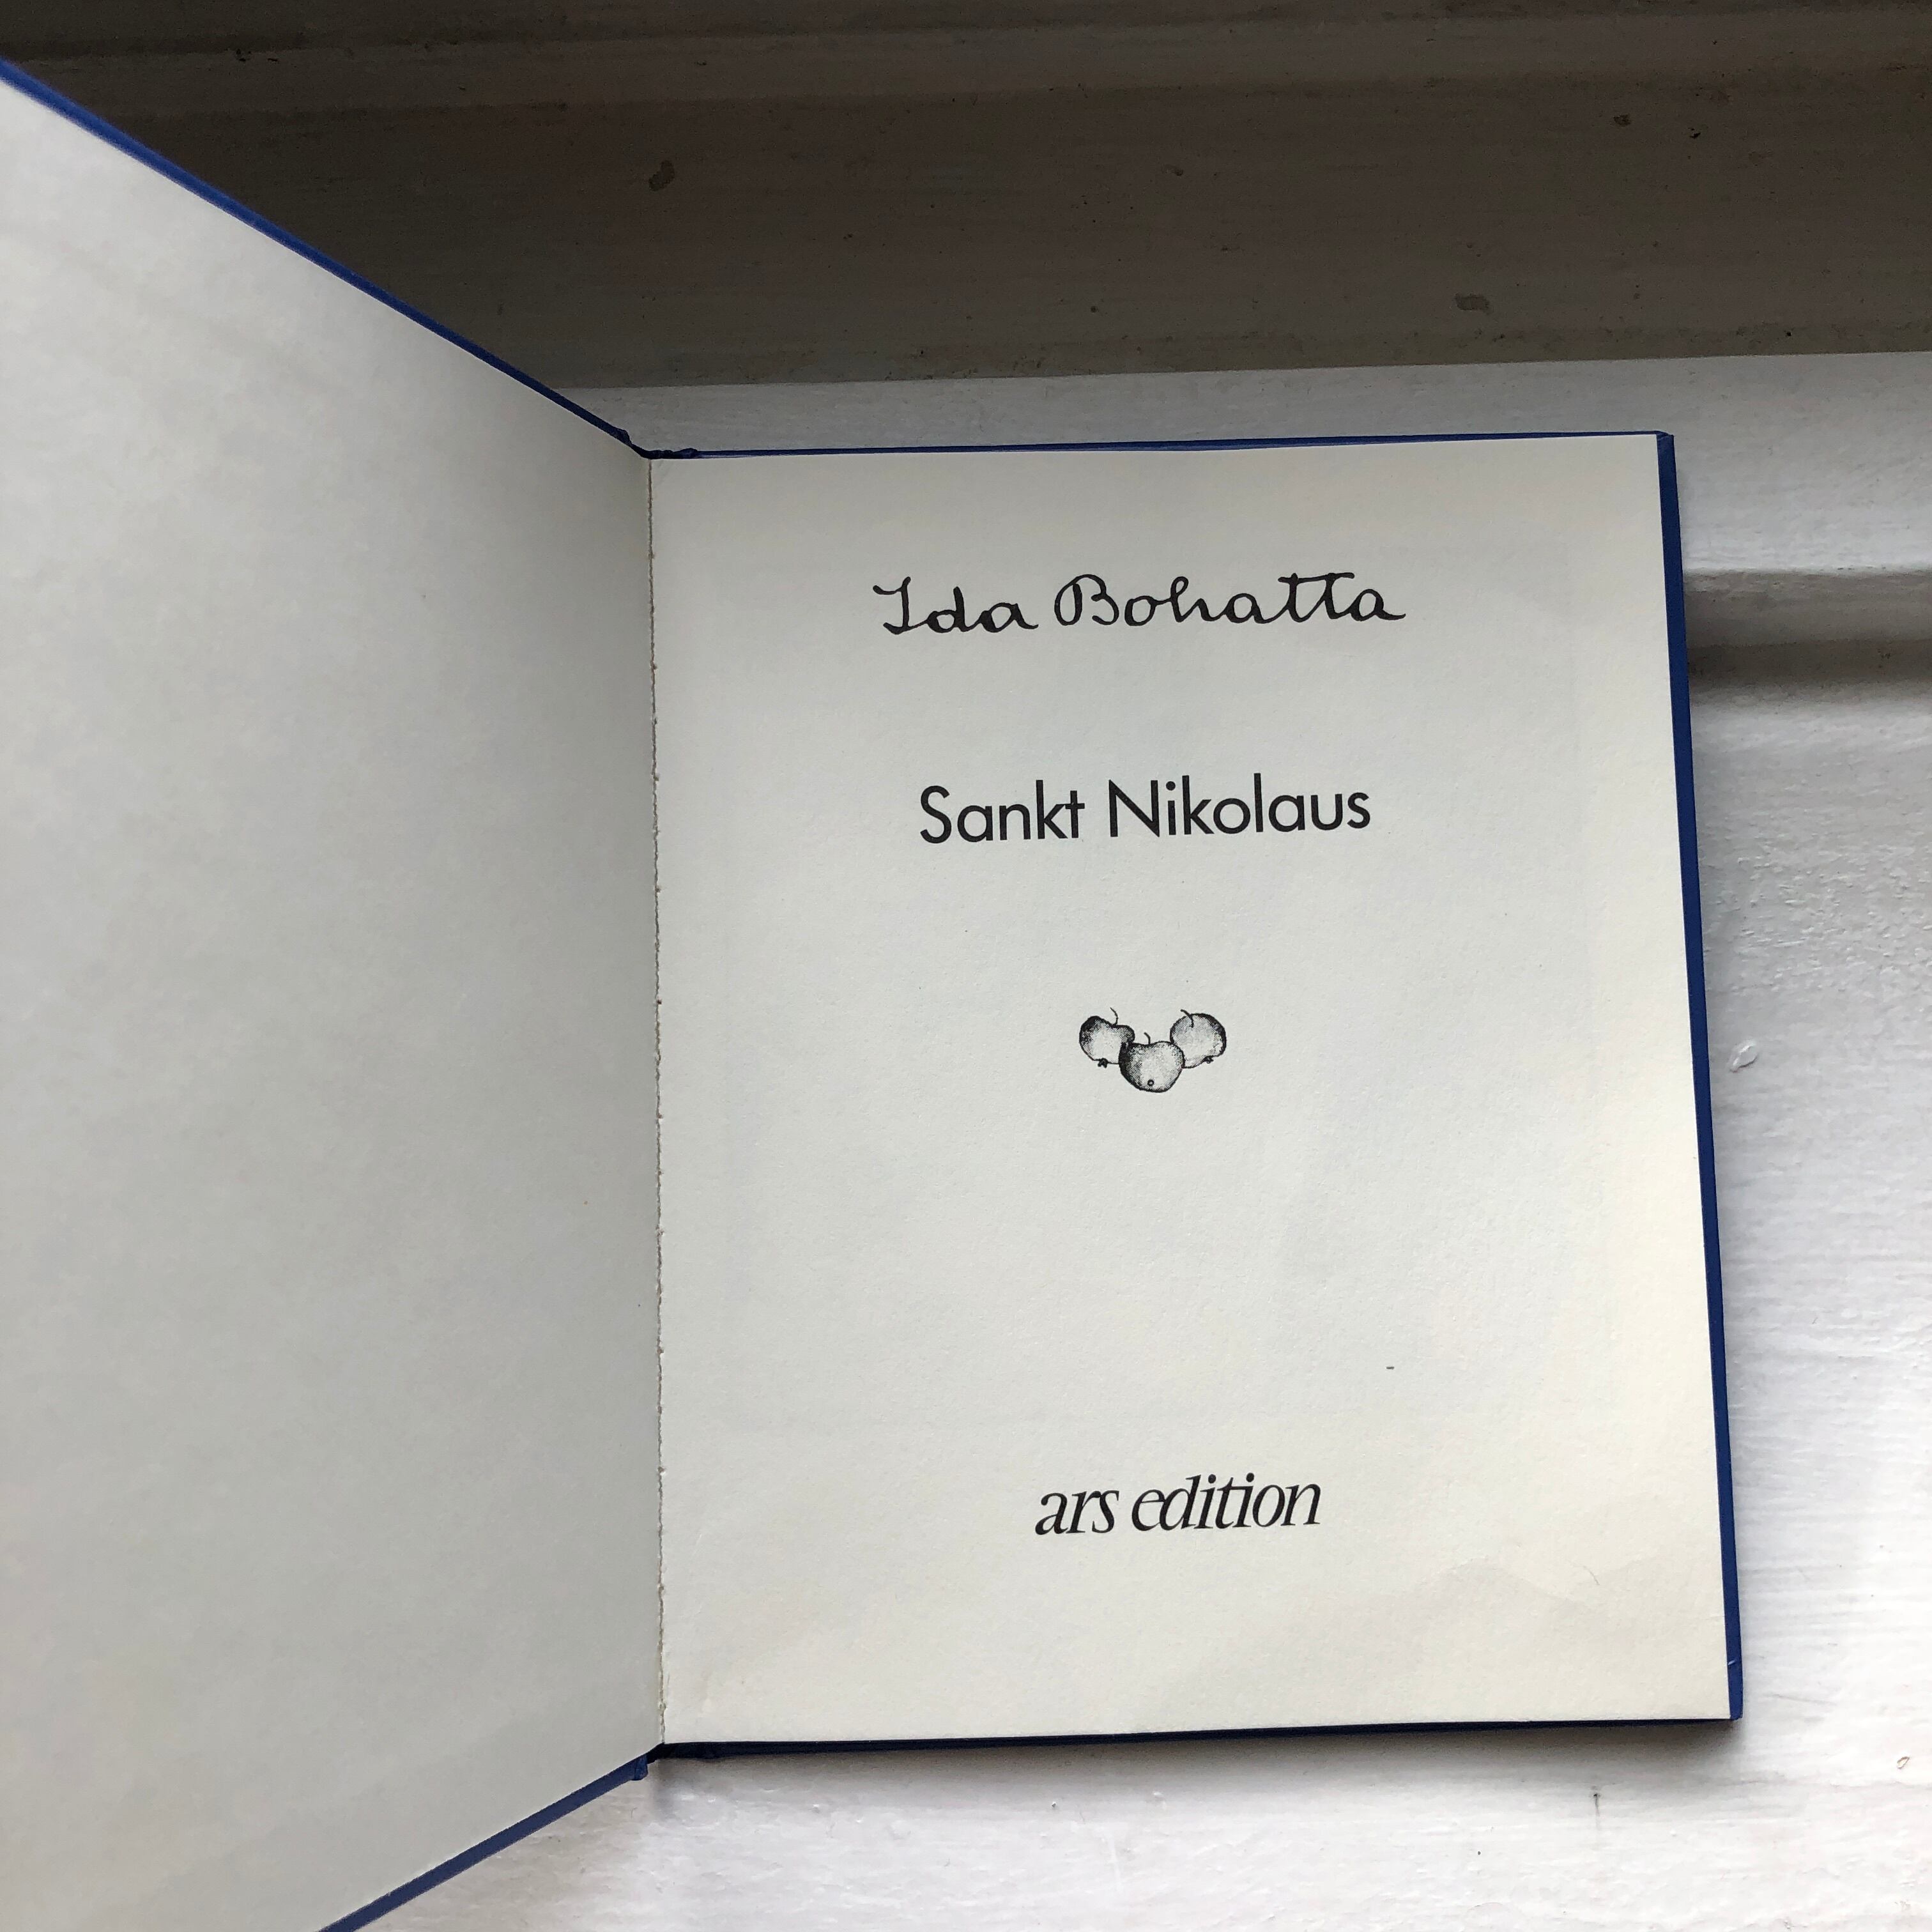 Ida Bohatta
Sankt Nikolaus
ars edition